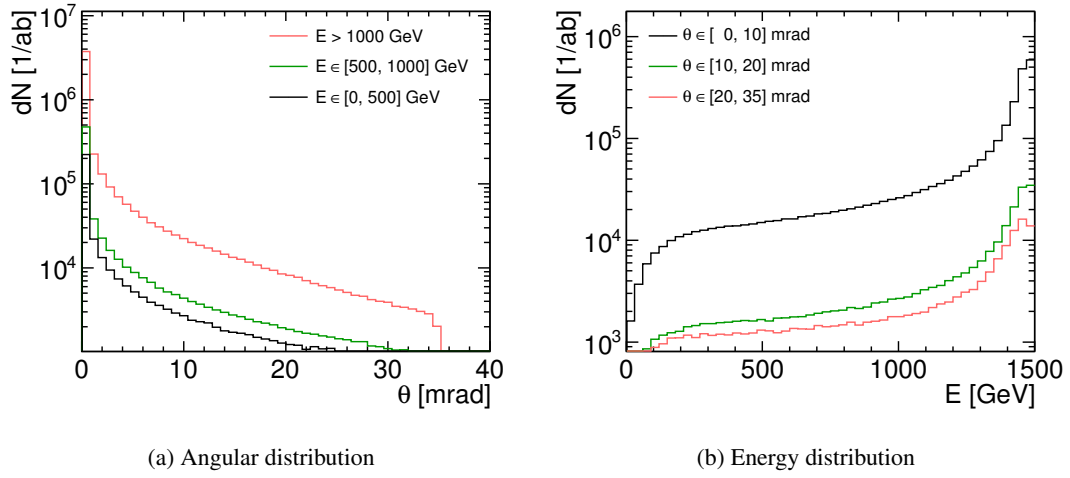 dN [1/ab]
10^7
10^6
10^5
10^4
E > 1000 GeV
E ∈ [500, 1000] GeV
E ∈ [0, 500] GeV
0 10 20 30 40
θ [mrad]
(a) Angular distribution
dN [1/ab]
10^6
10^5
10^4
10^3
θ ∈ [ 0, 10] mrad
θ ∈ [10, 20] mrad
θ ∈ [20, 35] mrad
0 500 1000 1500
E [GeV]
(b) Energy distribution